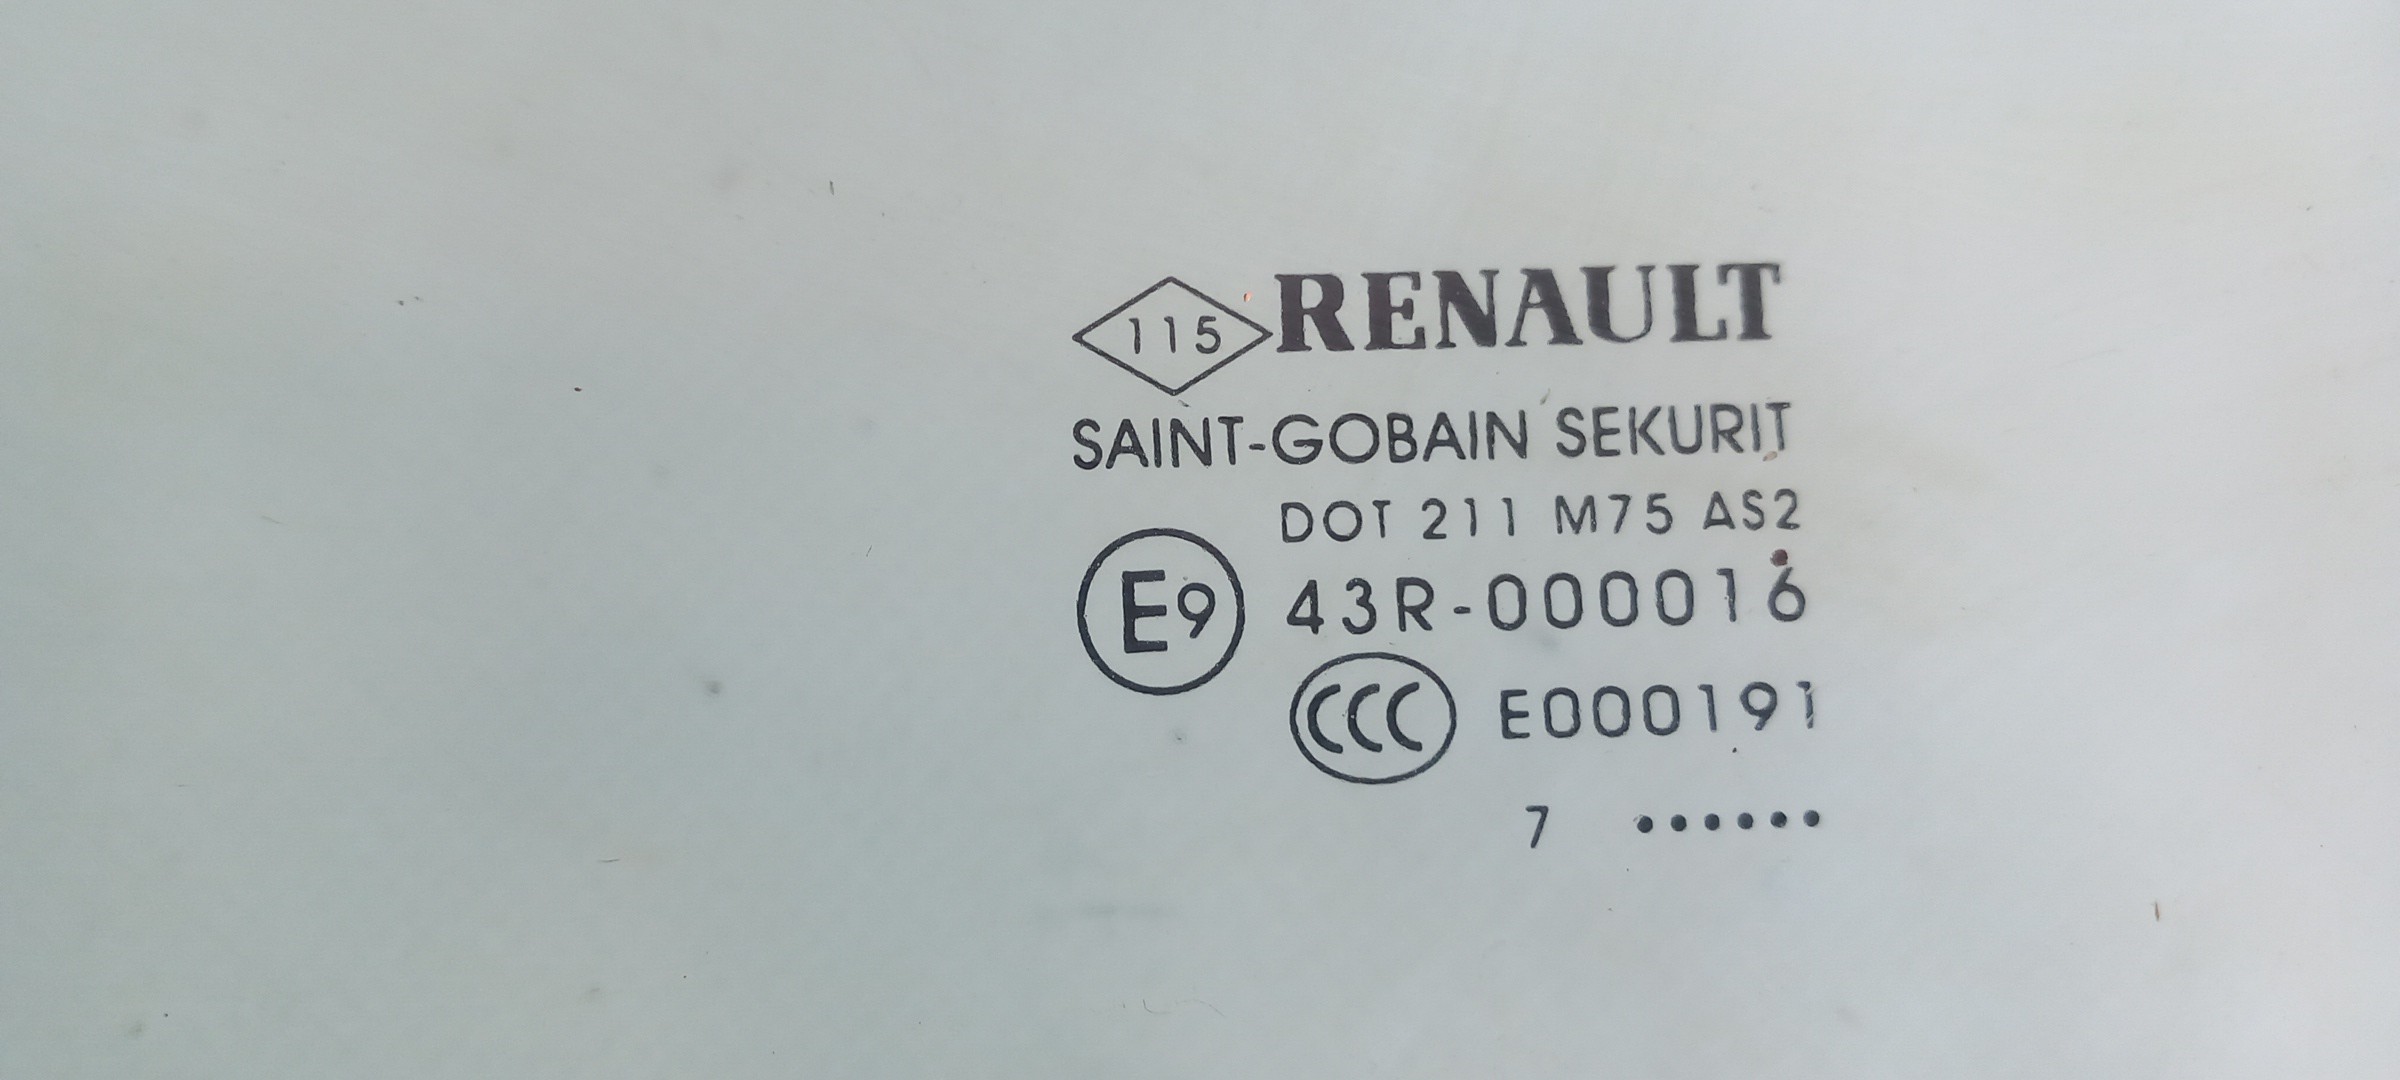 115 RENAULT
SAINT-GOBAIN SEKURIT
DOT 211 M75 AS2
E9 43R-000016
CCC E000191
7 ••••••